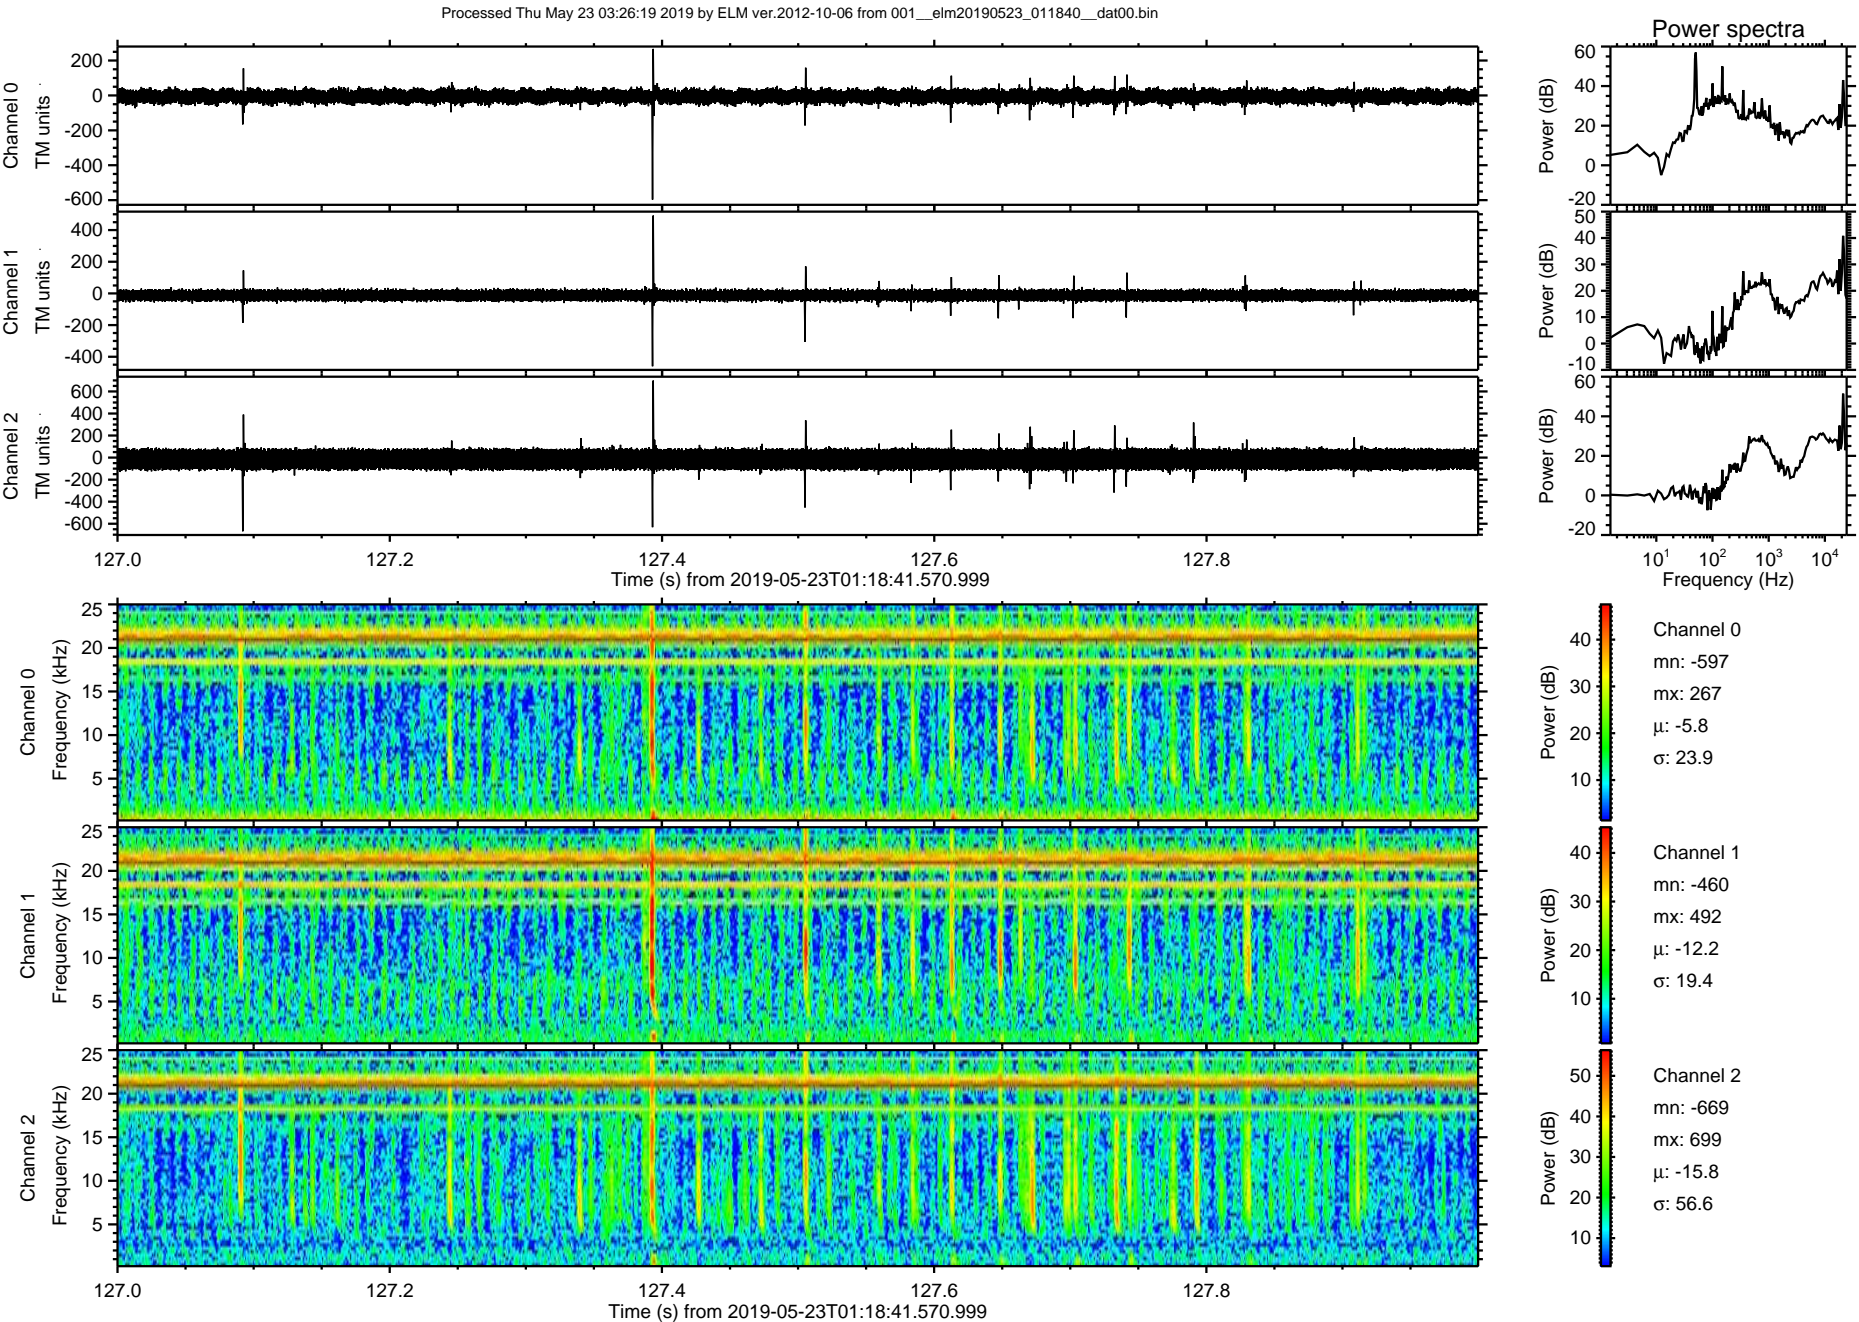 Processed Thu May 23 03:26:19 2019 by ELM ver.2012-10-06 from 001__elm20190523_011840__dat00.bin
Power spectra
Channel 0
TM units
200
0
-200
-400
-600
Channel 1
TM units
400
200
0
-200
-400
Channel 2
TM units
600
400
200
0
-200
-400
-600
127.0 127.2 127.4 127.6 127.8
Time (s) from 2019-05-23T01:18:41.570.999
Power (dB)
60
40
20
0
-20
Power (dB)
50
40
30
20
10
0
-10
Power (dB)
60
40
20
0
-20
10¹ 10² 10³ 10⁴
Frequency (Hz)
Channel 0
Frequency (kHz)
25
20
15
10
5
Power (dB)
40
30
20
10
Channel 0
mn: -597
mx: 267
µ: -5.8
σ: 23.9
Channel 1
Frequency (kHz)
25
20
15
10
5
Power (dB)
40
30
20
10
Channel 1
mn: -460
mx: 492
µ: -12.2
σ: 19.4
Channel 2
Frequency (kHz)
25
20
15
10
5
Power (dB)
50
40
30
20
10
Channel 2
mn: -669
mx: 699
µ: -15.8
σ: 56.6
127.0 127.2 127.4 127.6 127.8
Time (s) from 2019-05-23T01:18:41.570.999